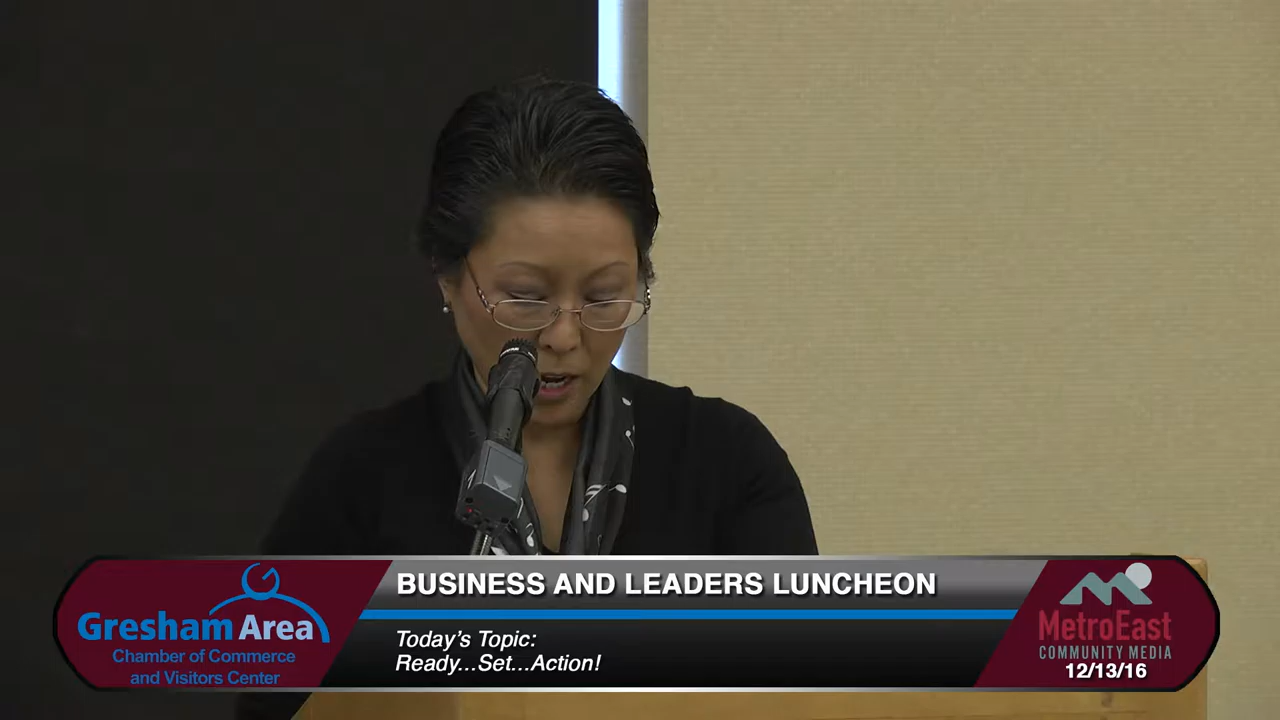 BUSINESS AND LEADERS LUNCHEON
Gresham Area
Chamber of Commerce
and Visitors Center
Today's Topic:
Ready...Set...Action!
MetroEast
COMMUNITY MEDIA
12/13/16